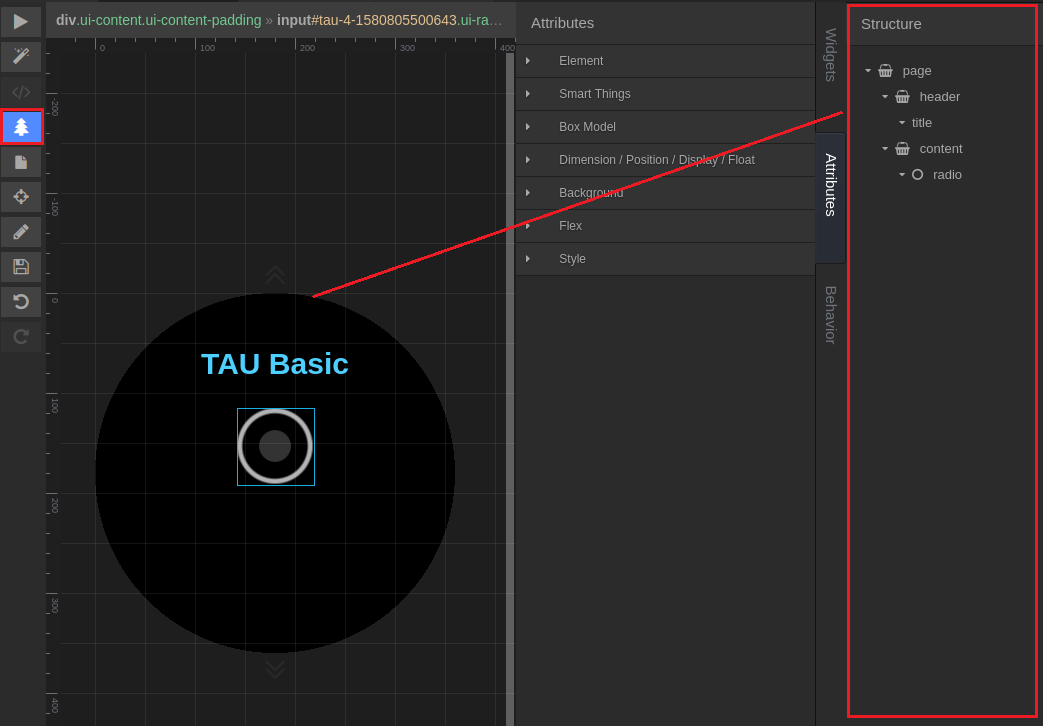 div.ui-content.ui-content-padding » input#tau-4-1580805500643.ui-ra…
0 100 200 300 400
-200
-100
0
100
200
300
400
TAU Basic
Attributes
Element
Smart Things
Box Model
Dimension / Position / Display / Float
Background
Flex
Style
Widgets
Attributes
Behavior
Structure
page
header
title
content
radio